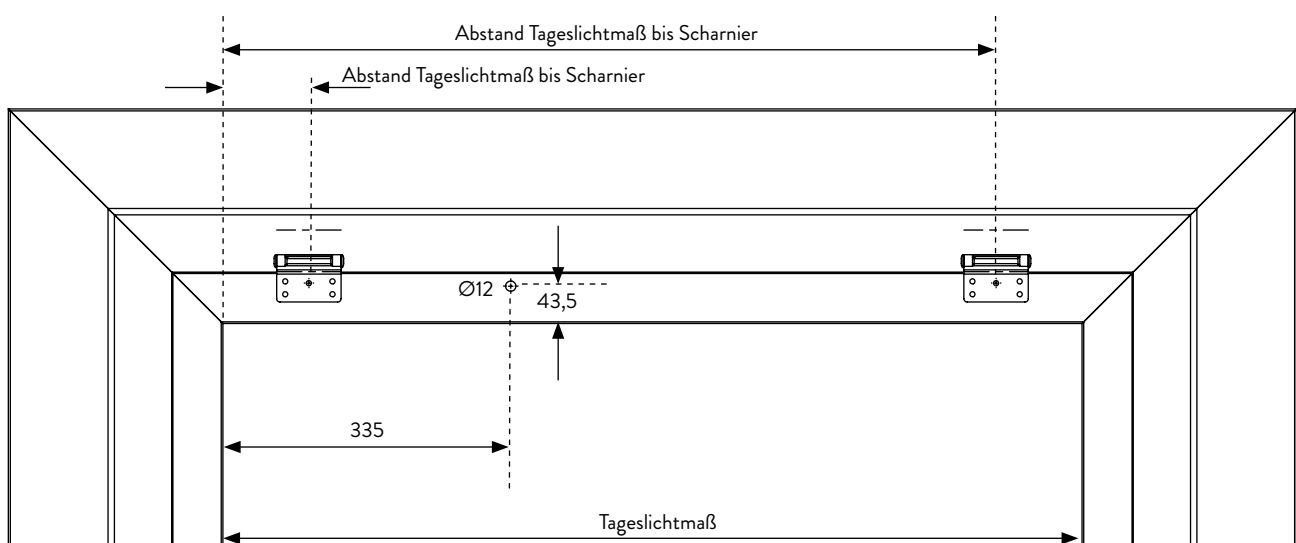 Abstand Tageslichtmaß bis Scharnier
Abstand Tageslichtmaß bis Scharnier
Ø12
43,5
335
Tageslichtmaß